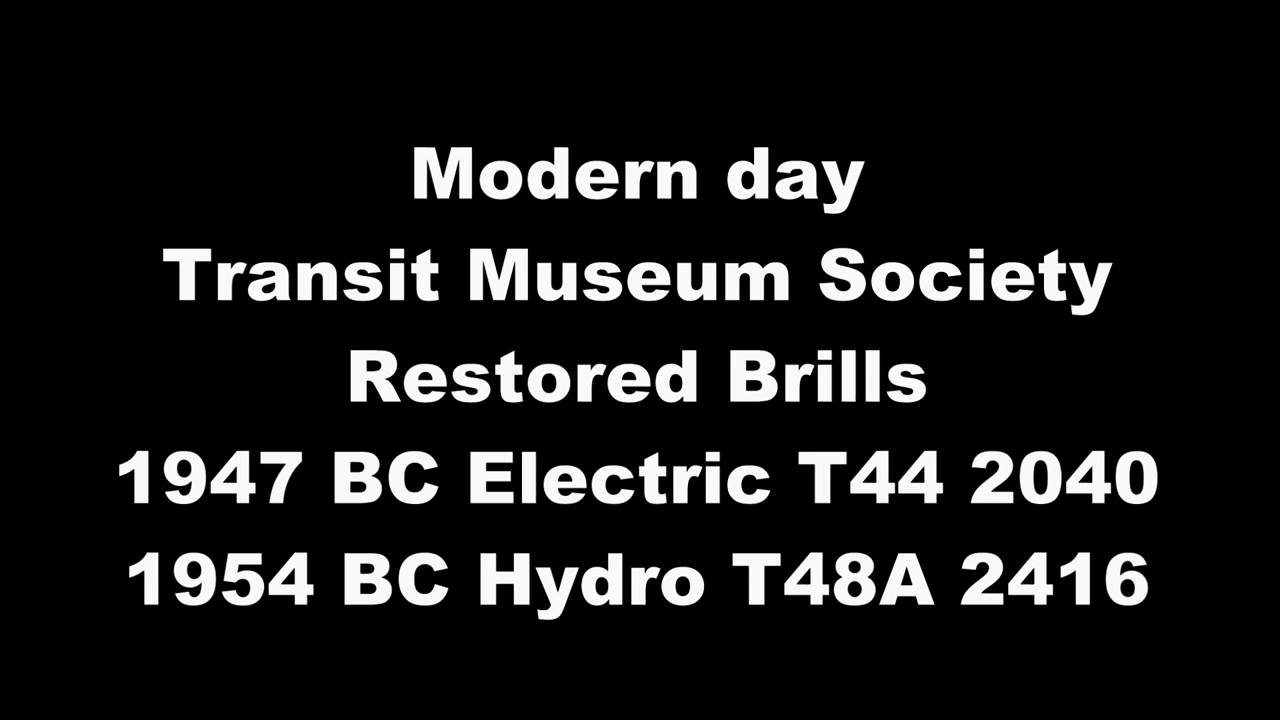 Modern day
Transit Museum Society
Restored Brills
1947 BC Electric T44 2040
1954 BC Hydro T48A 2416